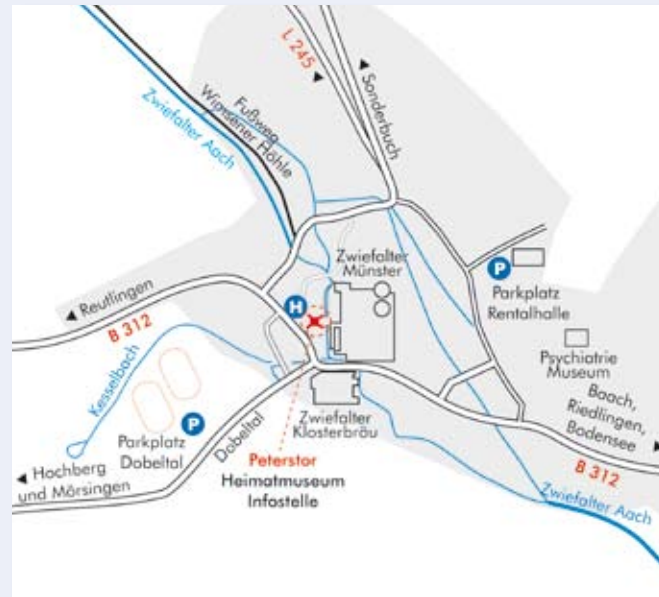 L 245
Sonderbuch
Fußweg
Wimsener Höhle
Zwiefalter Aach
Zwiefalter
Münster
H
P
Parkplatz
Rentalhalle
Reutlingen
B 312
Psychiatrie
Museum
Kesselbach
Baach,
Riedlingen,
Bodensee
P
Parkplatz
Dobeltal
Dobeltal
Zwiefalter
Klosterbräu
Hochberg
und Mörsingen
Peterstor
Heimatmuseum
Infostelle
B 312
Zwiefalter Aach